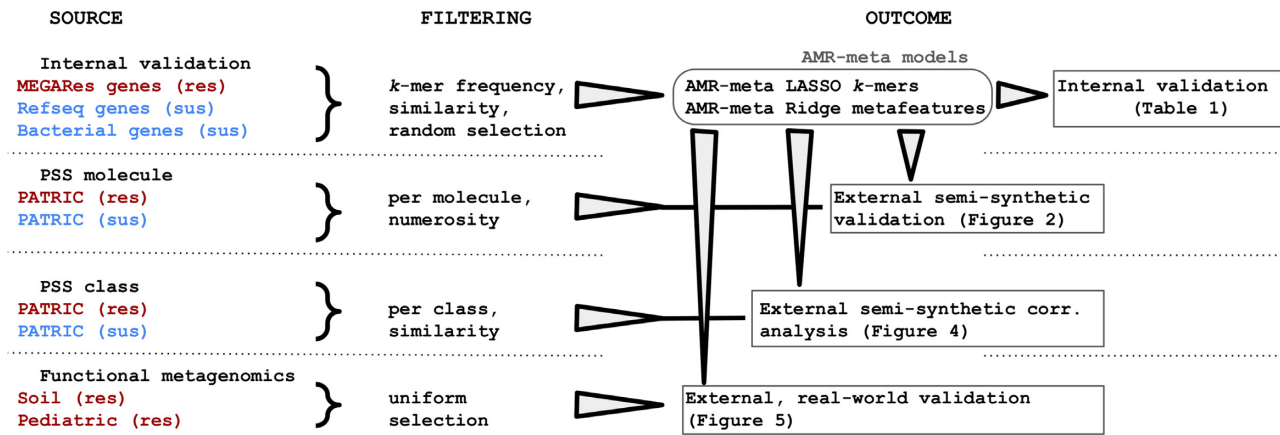 SOURCE
FILTERING
OUTCOME
Internal validation
MEGARes genes (res)
Refseq genes (sus)
Bacterial genes (sus)
k-mer frequency,
similarity,
random selection
AMR-meta models
AMR-meta LASSO k-mers
AMR-meta Ridge metafeatures
Internal validation
(Table 1)
PSS molecule
PATRIC (res)
PATRIC (sus)
per molecule,
numerosity
External semi-synthetic
validation (Figure 2)
PSS class
PATRIC (res)
PATRIC (sus)
per class,
similarity
External semi-synthetic corr.
analysis (Figure 4)
Functional metagenomics
Soil (res)
Pediatric (res)
uniform
selection
External, real-world validation
(Figure 5)